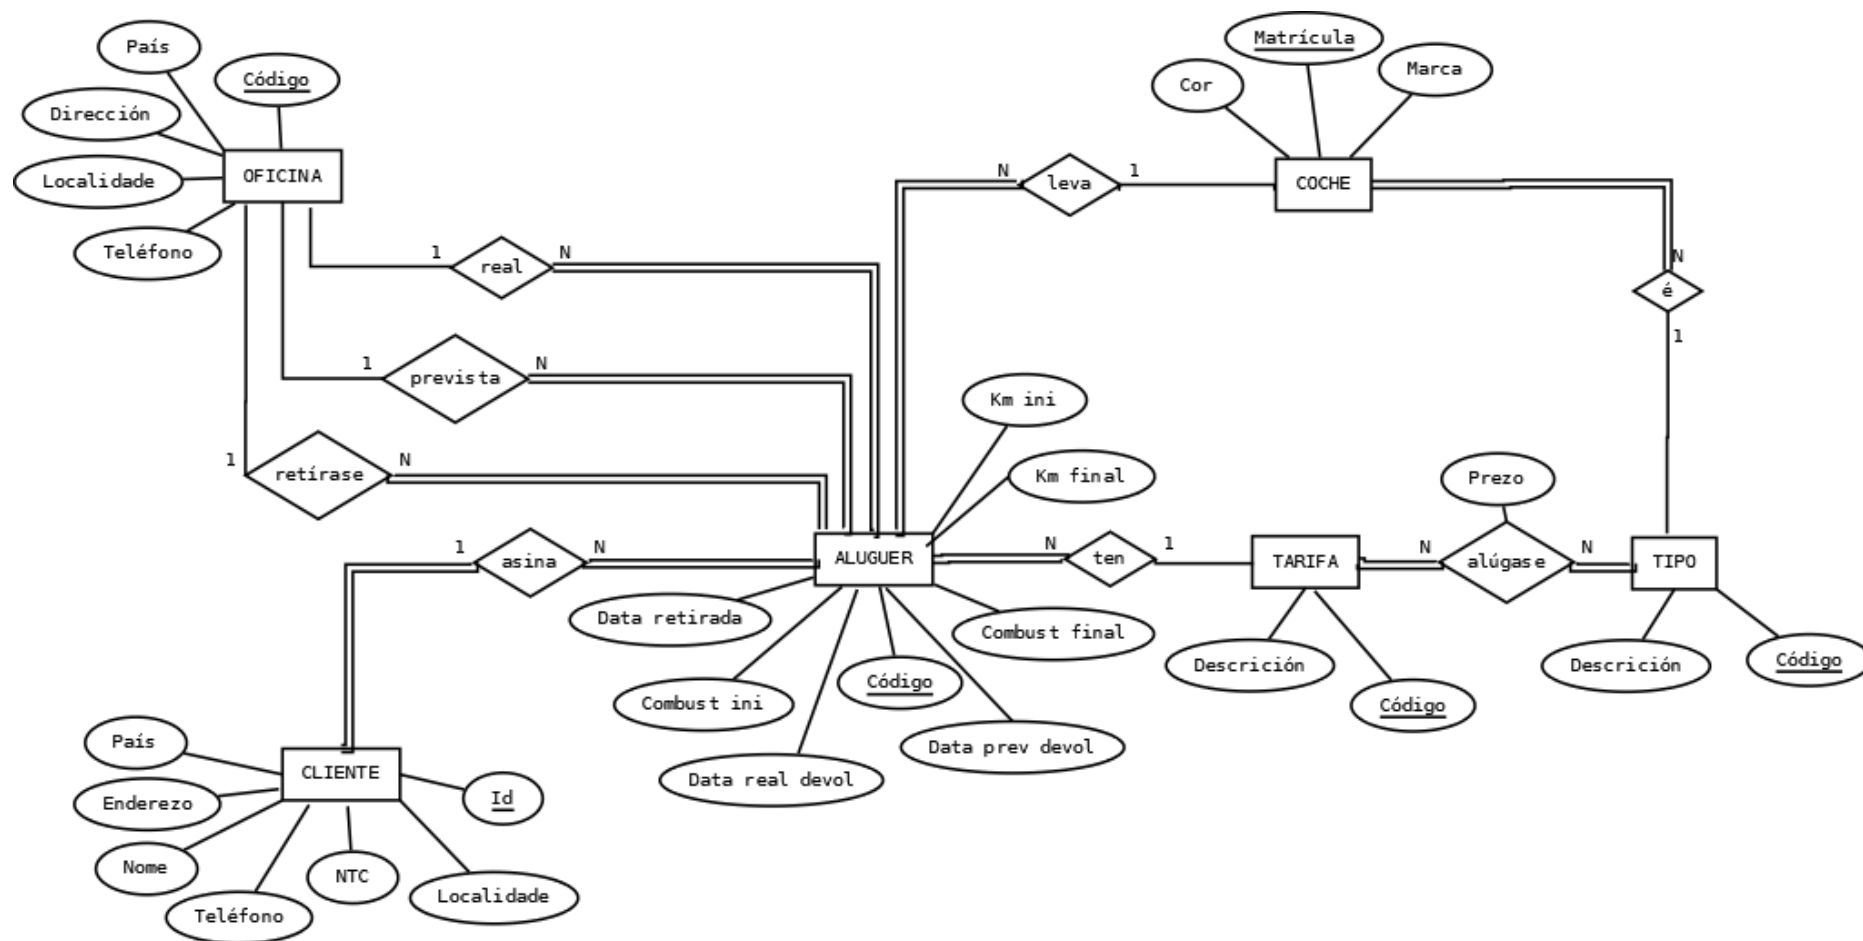 País
Código
Dirección
OFICINA
Localidade
Teléfono
1
real
N
1
prevista
N
1
retírase
N
1
asina
N
Matrícula
Cor
Marca
N
leva
1
COCHE
N
é
1
Km ini
Km final
ALUGUER
N
ten
1
TARIFA
N
Prezo
alúgase
N
TIPO
Data retirada
Combust final
Combust ini
Código
Data prev devol
Data real devol
Descrición
Código
Descrición
Código
País
CLIENTE
Enderezo
Id
Nome
NTC
Teléfono
Localidade